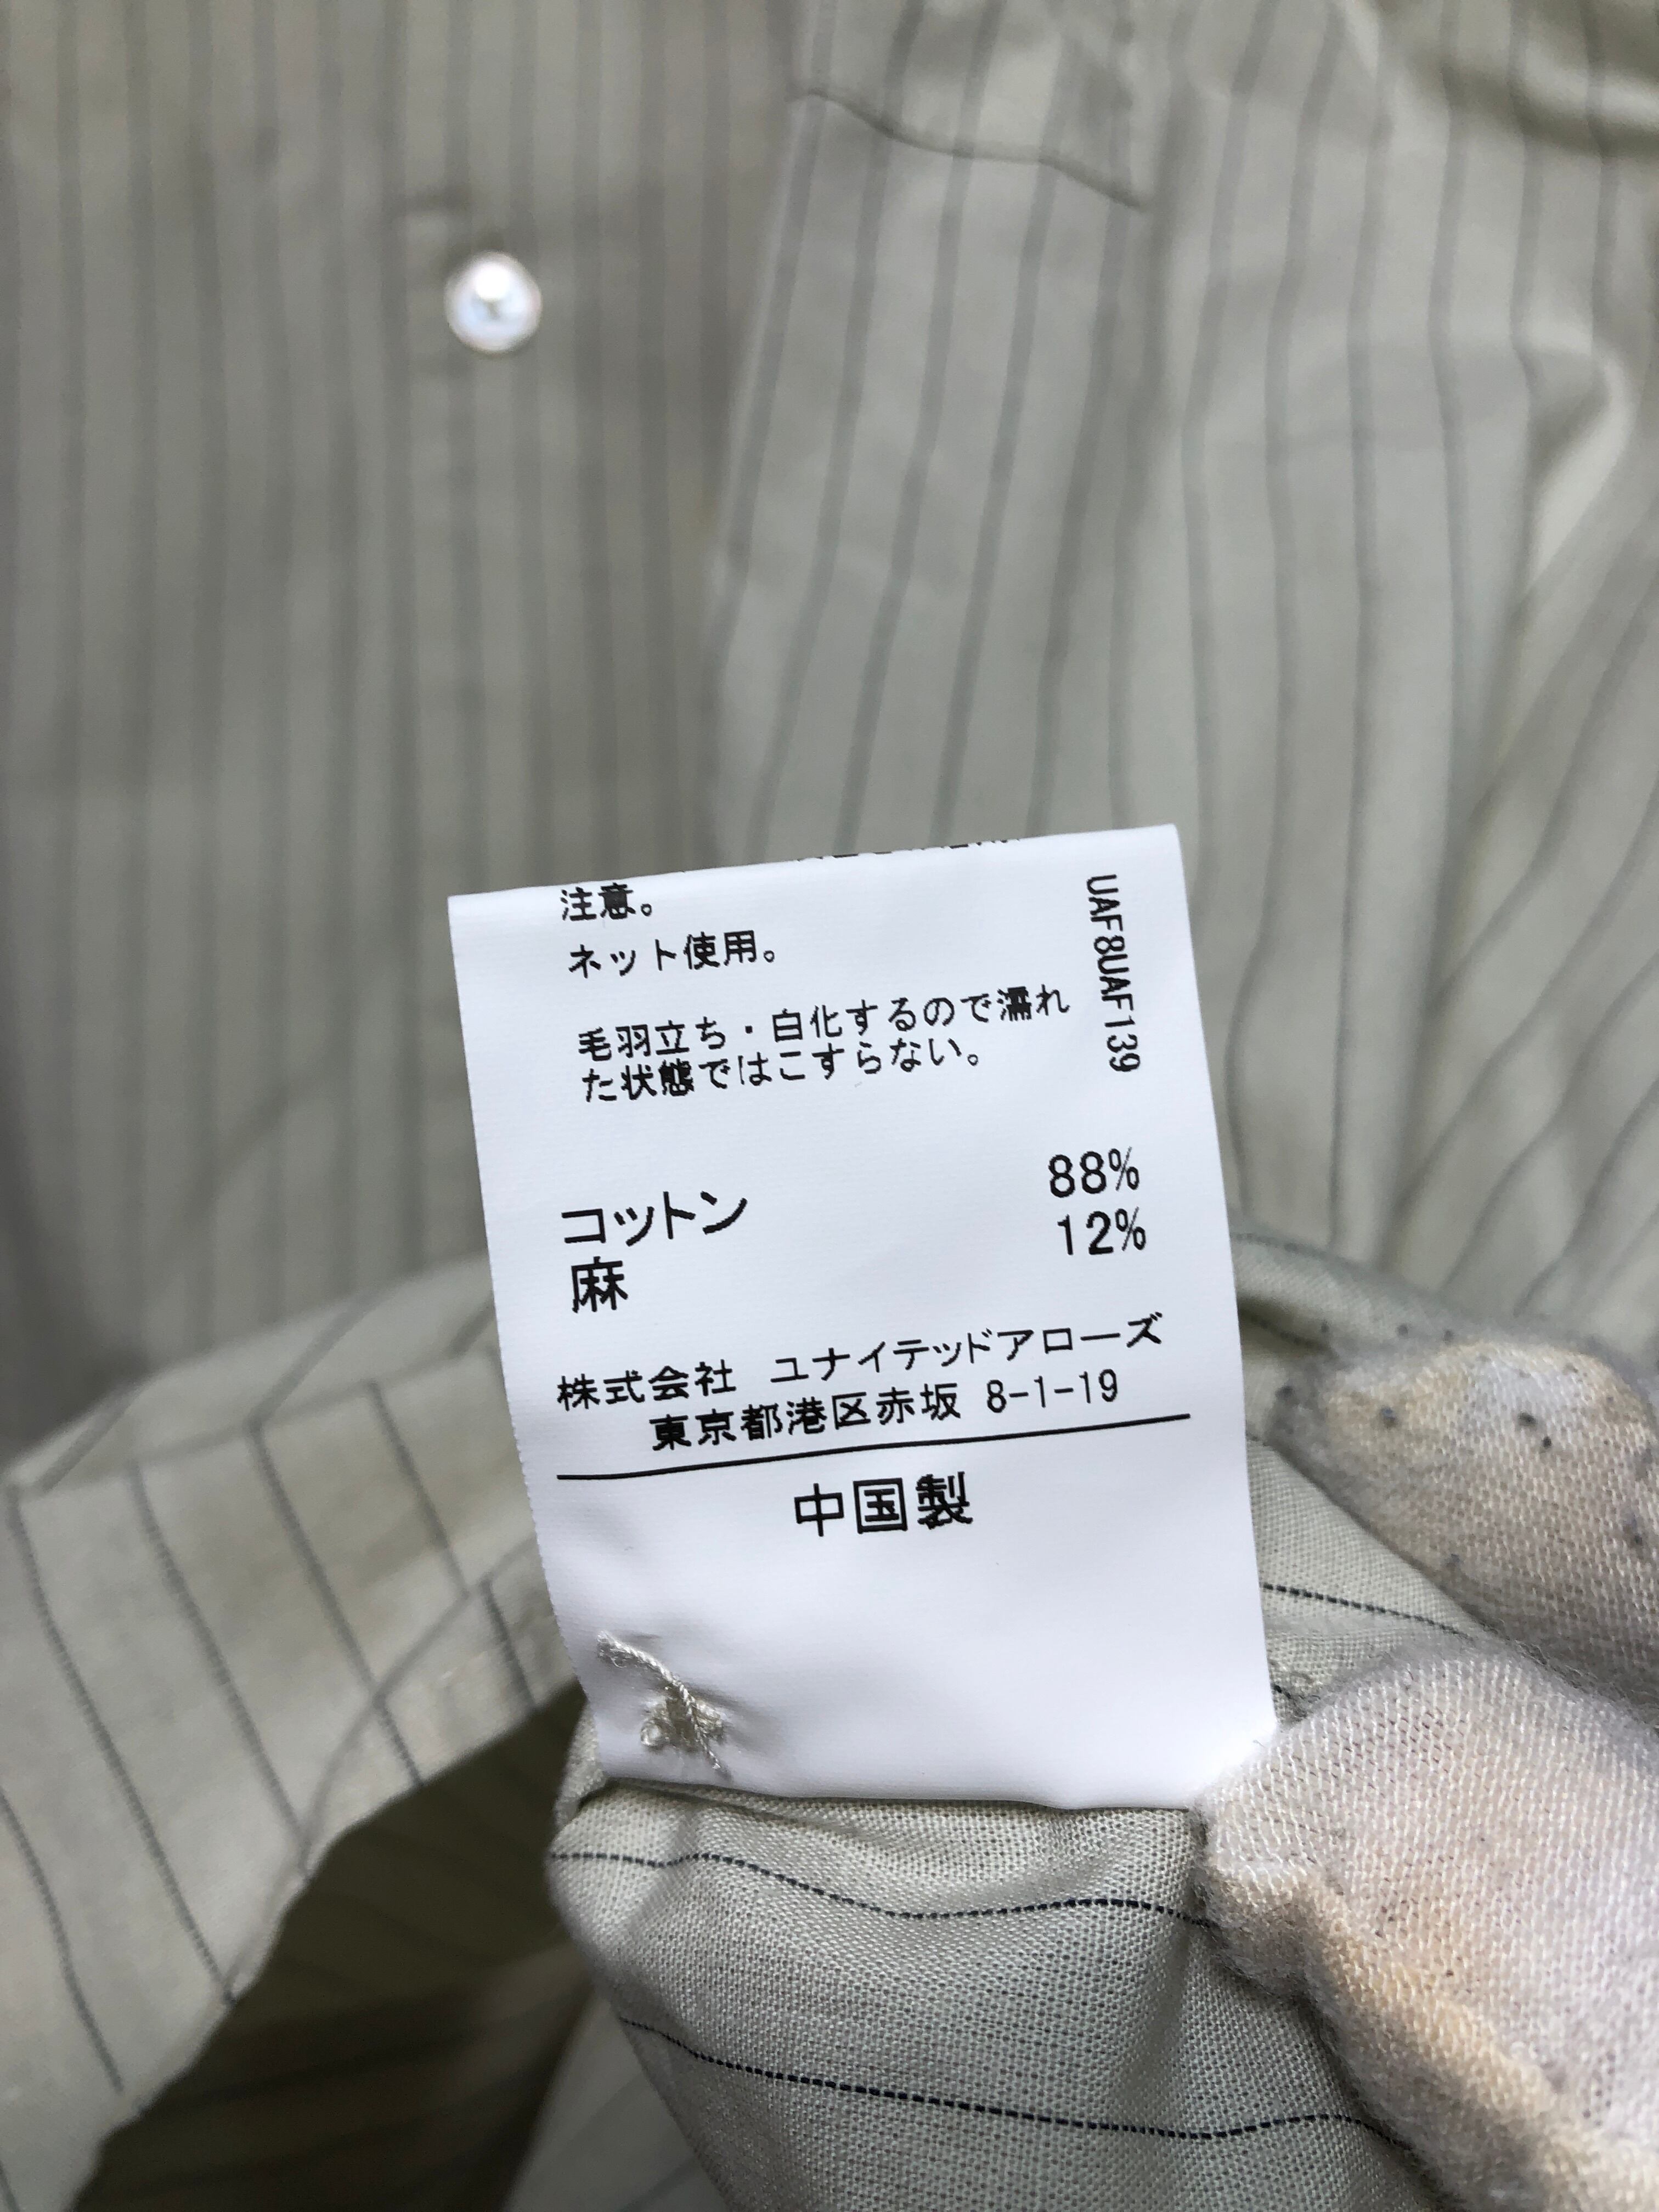 注意。
ネット使用。
毛羽立ち・白化するので濡れ
た状態ではこすらない。
UAF8UAF139
コットン 88%
麻 12%
株式会社 ユナイテッドアローズ
東京都港区赤坂 8-1-19
中国製